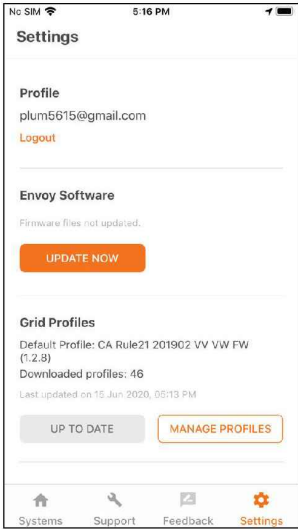 No SIM 5:16 PM
Settings
Profile
plum5615@gmail.com
Logout
Envoy Software
Firmware files not updated.
UPDATE NOW
Grid Profiles
Default Profile: CA Rule21 201902 VV VW FW
(1.2.8)
Downloaded profiles: 46
Last updated on 15 Jun 2020, 05:13 PM
UP TO DATE MANAGE PROFILES
Systems Support Feedback Settings